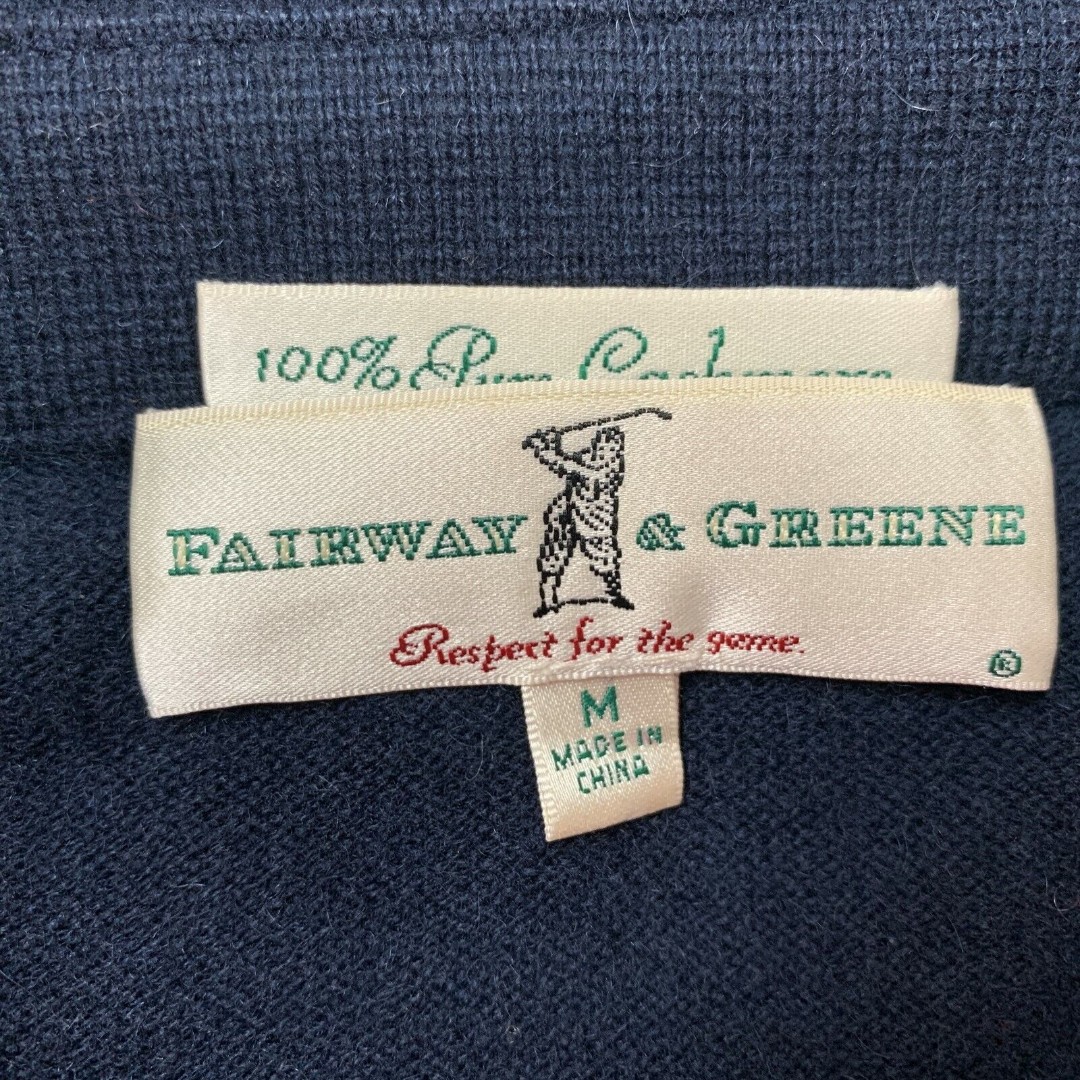 100% Pure Cashmere
FAIRWAY & GREENE
Respect for the game.
®
M
MADE IN
CHINA